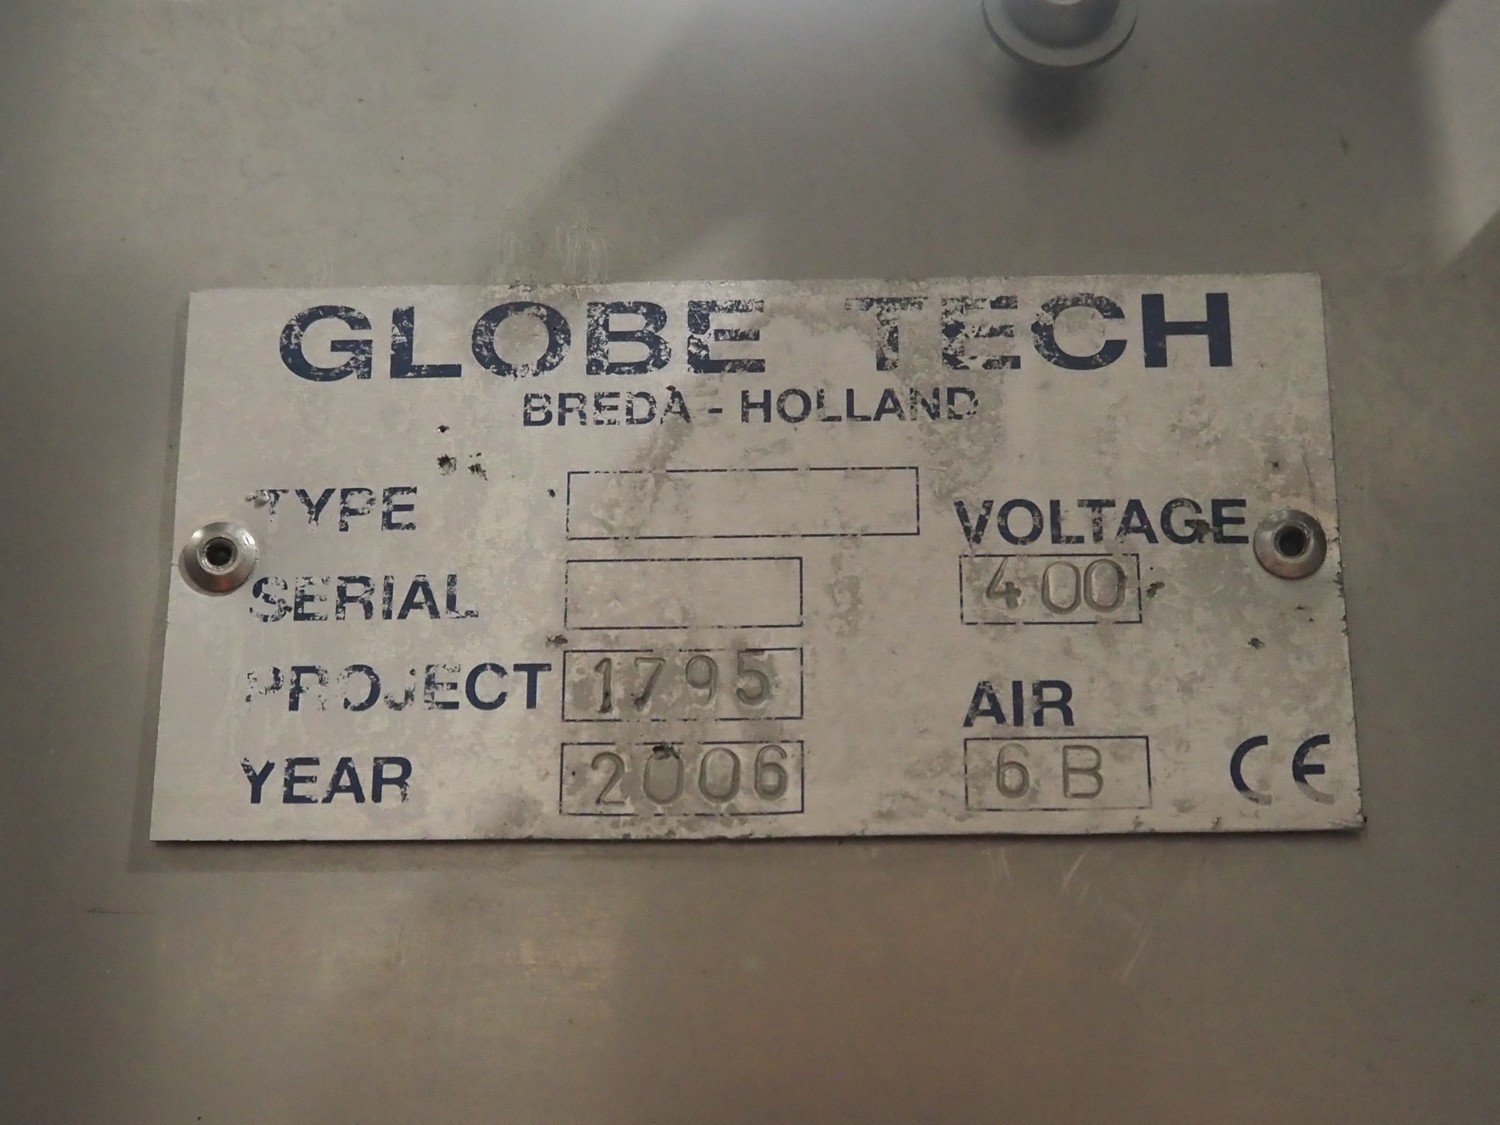 GLOBE TECH
BREDA - HOLLAND
TYPE
SERIAL
PROJECT 1795
YEAR 2006
VOLTAGE
400
AIR
6 B
CE